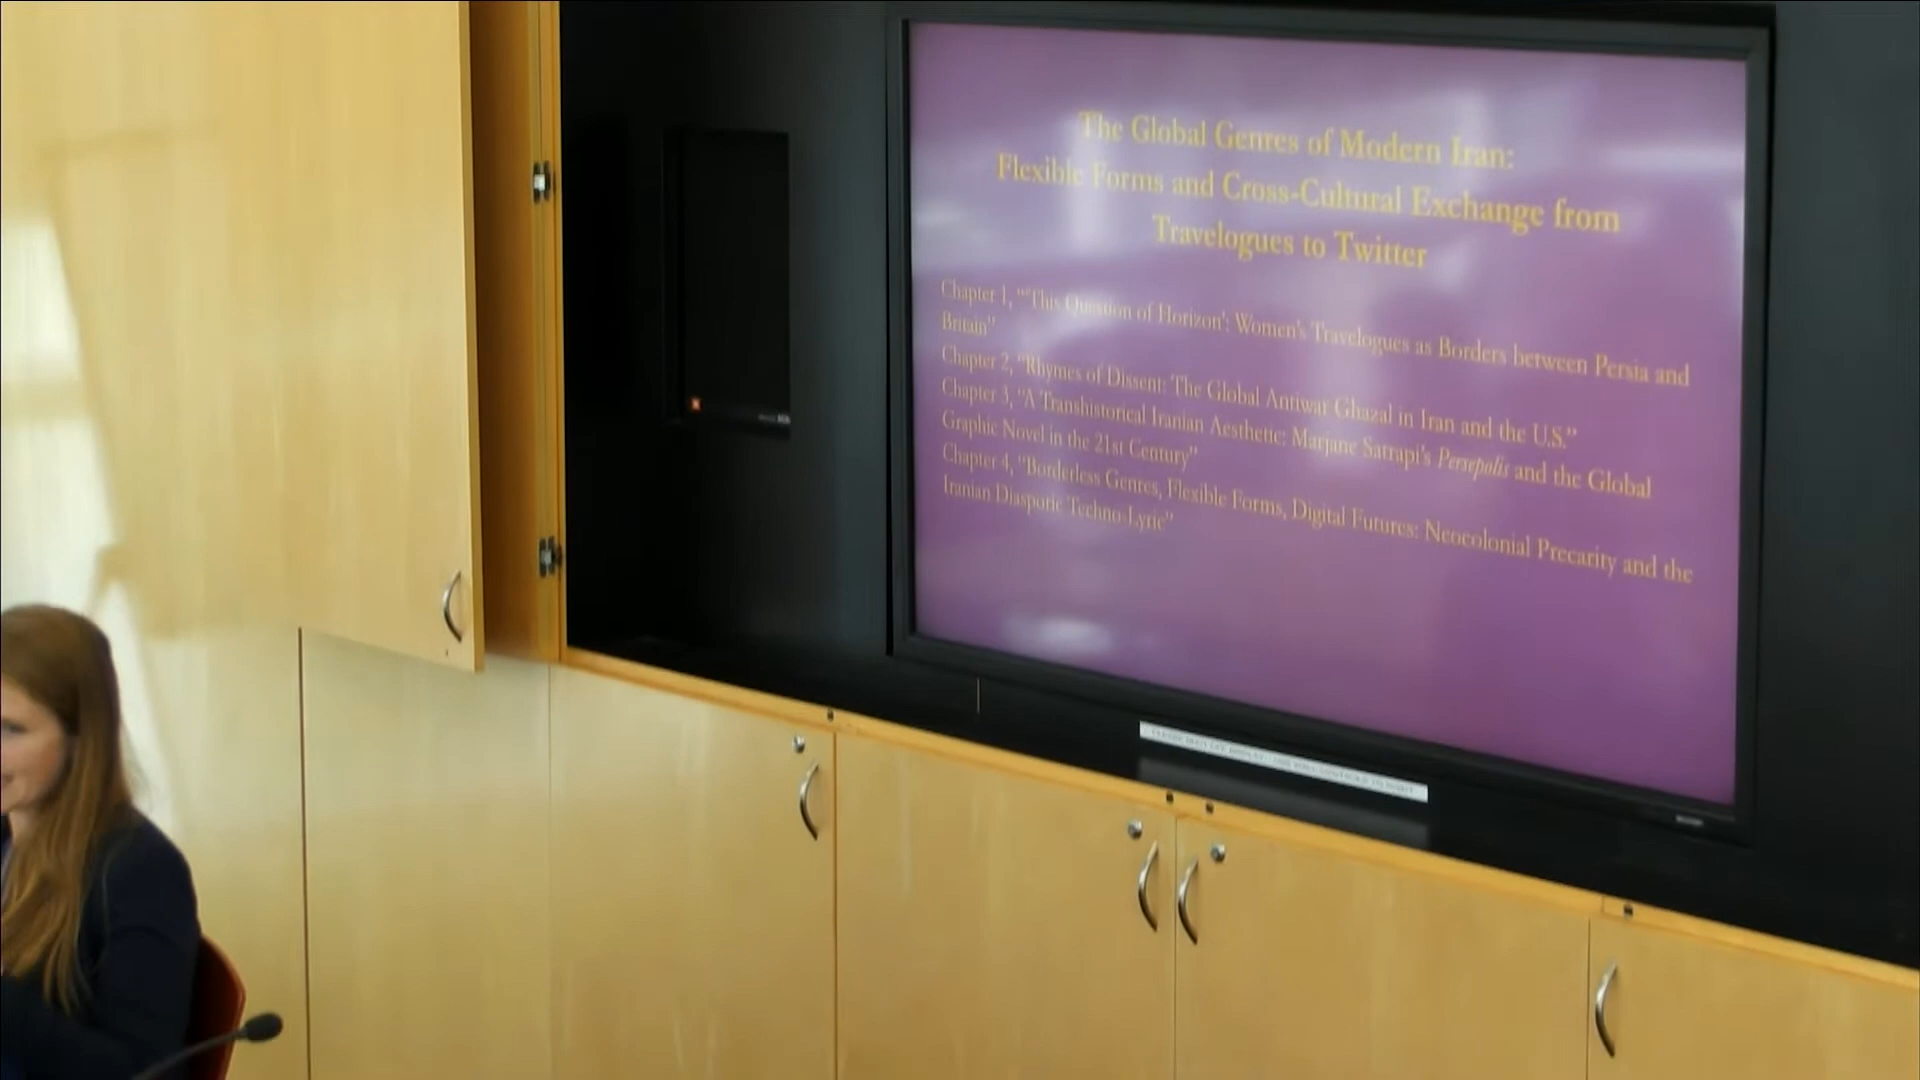 The Global Genres of Modern Iran:
Flexible Forms and Cross-Cultural Exchange from
Travelogues to Twitter
Chapter 1, “‘This Question of Horizon’: Women’s Travelogues as Borders between Persia and
Britain”
Chapter 2, “Rhymes of Dissent: The Global Antiwar Ghazal in Iran and the U.S.”
Chapter 3, “A Transhistorical Iranian Aesthetic: Marjane Satrapi’s Persepolis and the Global
Graphic Novel in the 21st Century”
Chapter 4, “Borderless Genres, Flexible Forms, Digital Futures: Neocolonial Precarity and the
Iranian Diasporic Techno-Lyric”